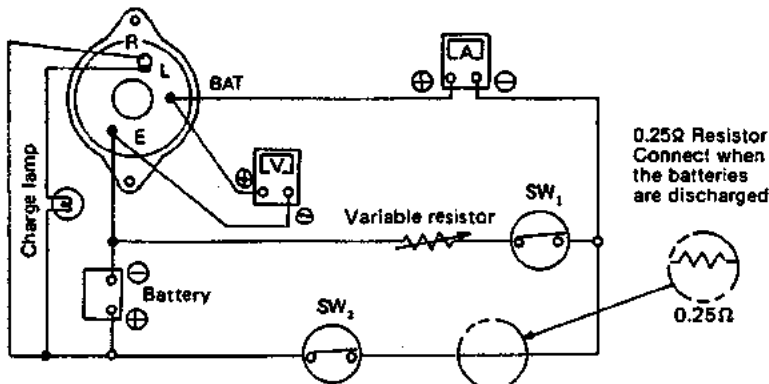 R
L
BAT
E
A
⊕
⊖
V
⊕
⊖
Charge lamp
Variable resistor
SW₁
0.25Ω Resistor
Connect when
the batteries
are discharged
0.25Ω
⊖
Battery
⊕
SW₂